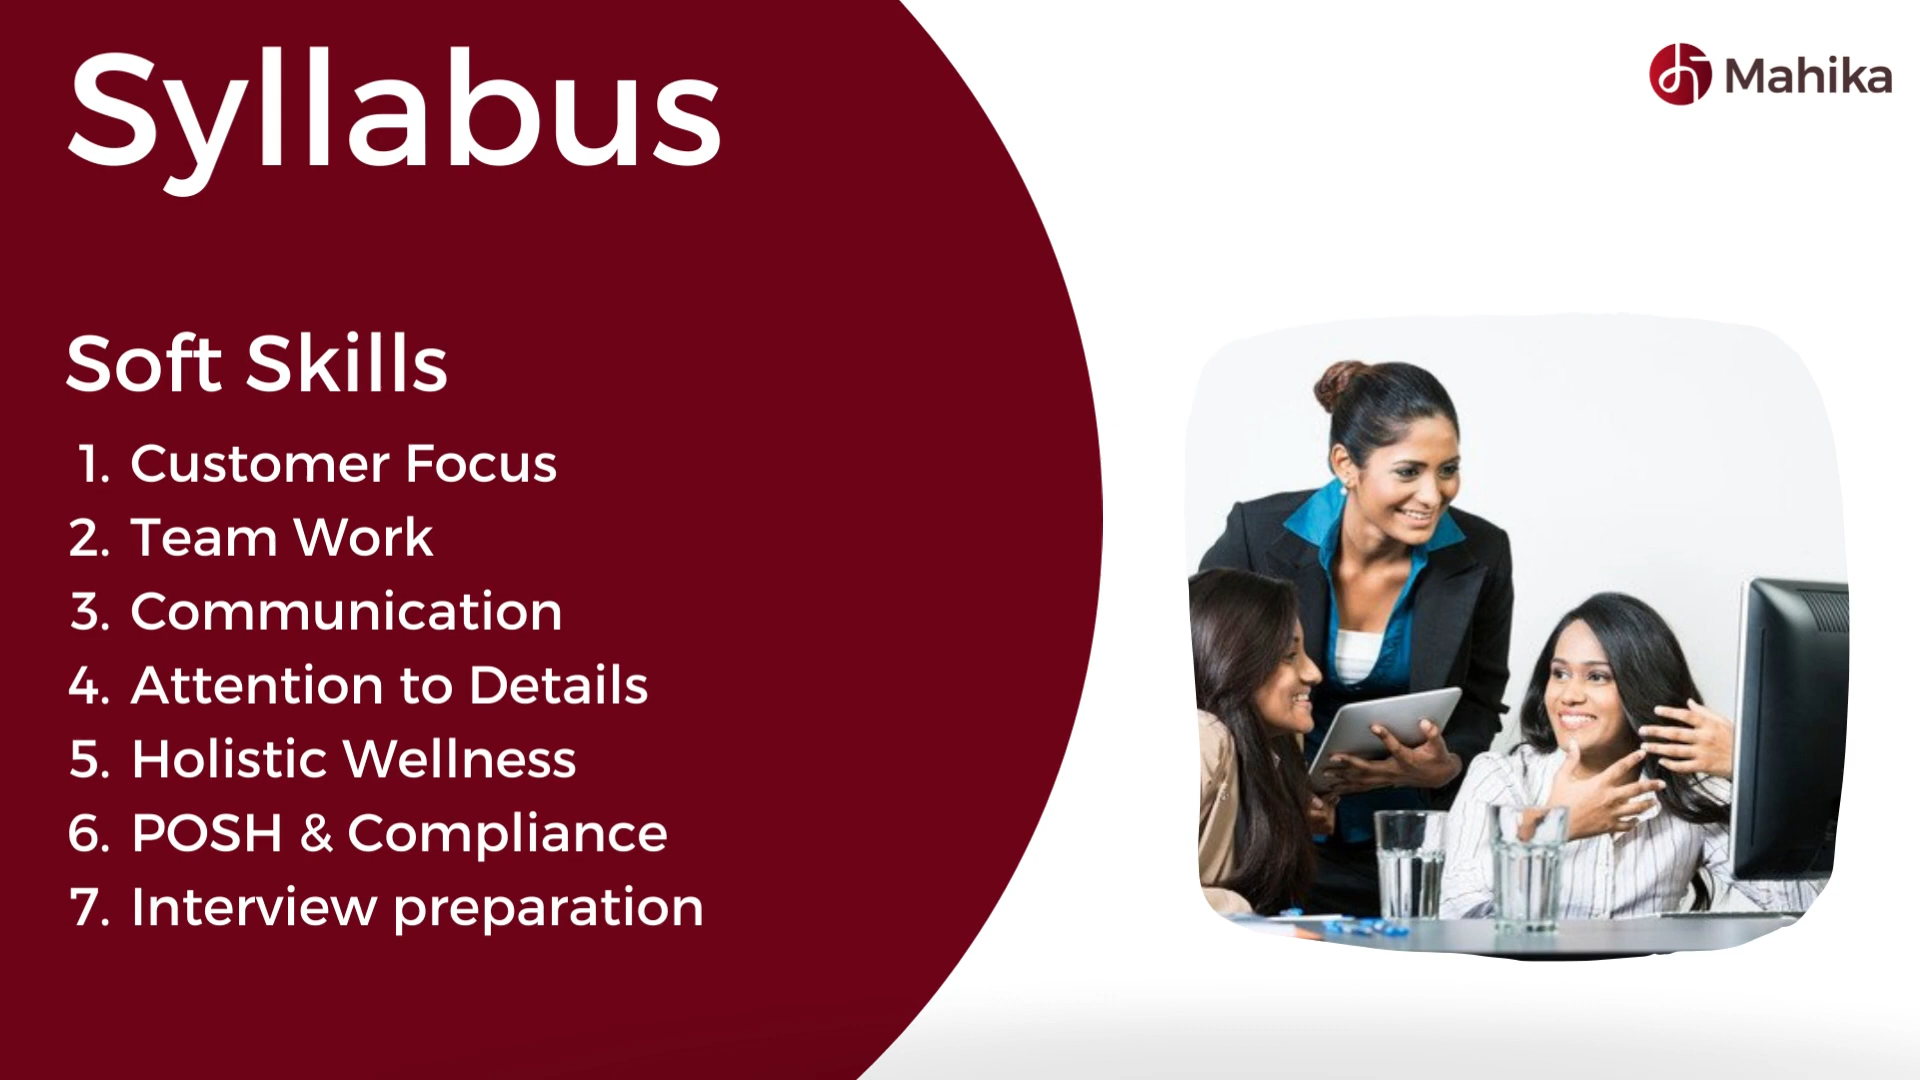 Syllabus
Mahika
Soft Skills
1. Customer Focus
2. Team Work
3. Communication
4. Attention to Details
5. Holistic Wellness
6. POSH & Compliance
7. Interview preparation